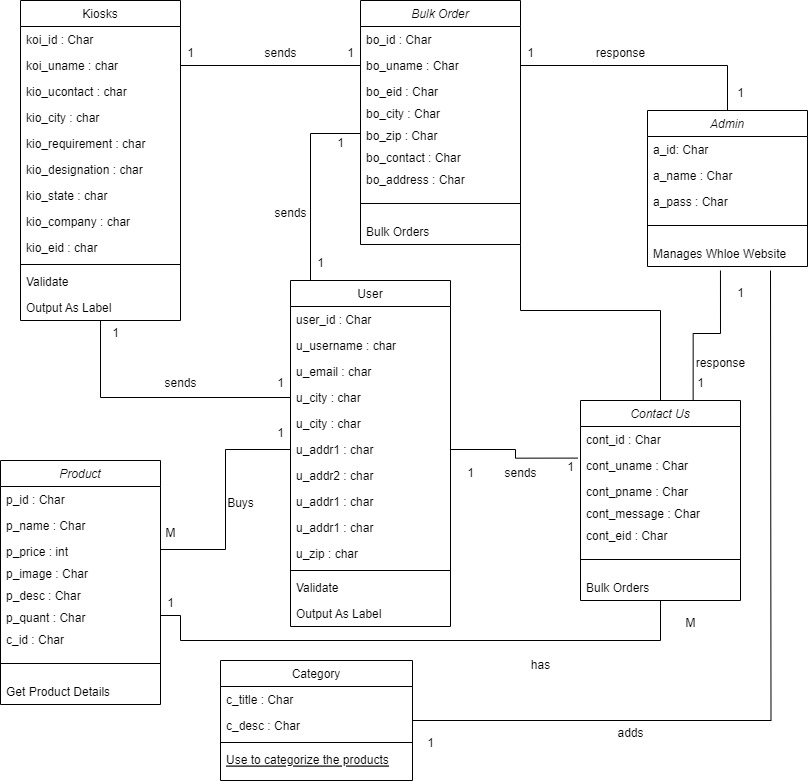 Kiosks
koi_id : Char
koi_uname : char
kio_ucontact : char
kio_city : char
kio_requirement : char
kio_designation : char
kio_state : char
kio_company : char
kio_eid : char
Validate
Output As Label
1
sends
1
Bulk Order
bo_id : Char
bo_uname : Char
bo_eid : Char
bo_city : Char
bo_zip : Char
bo_contact : Char
bo_address : Char
Bulk Orders
1
response
1
Admin
a_id: Char
a_name : Char
a_pass : Char
Manages Whloe Website
1
sends
1
1
sends
1
User
user_id : Char
u_username : char
u_email : char
u_city : char
u_city : char
u_addr1 : char
u_addr2 : char
u_addr1 : char
u_addr1 : char
u_zip : char
Validate
Output As Label
1
response
1
Contact Us
cont_id : Char
cont_uname : Char
cont_pname : Char
cont_message : Char
cont_eid : Char
Bulk Orders
1
sends
1
1
Buys
M
Product
p_id : Char
p_name : Char
p_price : int
p_image : Char
p_desc : Char
p_quant : Char
c_id : Char
Get Product Details
1
M
has
Category
c_title : Char
c_desc : Char
Use to categorize the products
1
adds